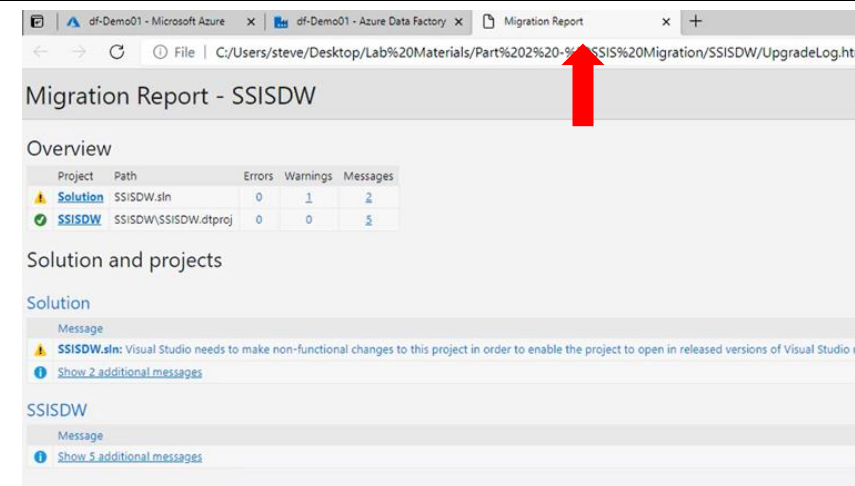 df-Demo01 - Microsoft Azure df-Demo01 - Azure Data Factory Migration Report
File C:/Users/steve/Desktop/Lab%20Materials/Part%202%20-%20SSIS%20Migration/SSISDW/UpgradeLog.ht
Migration Report - SSISDW
Overview
Project Path Errors Warnings Messages
Solution SSISDW.sln 0 1 2
SSISDW SSISDW\SSISDW.dtproj 0 0 5
Solution and projects
Solution
Message
SSISDW.sln: Visual Studio needs to make non-functional changes to this project in order to enable the project to open in released versions of Visual Studio
Show 2 additional messages
SSISDW
Message
Show 5 additional messages